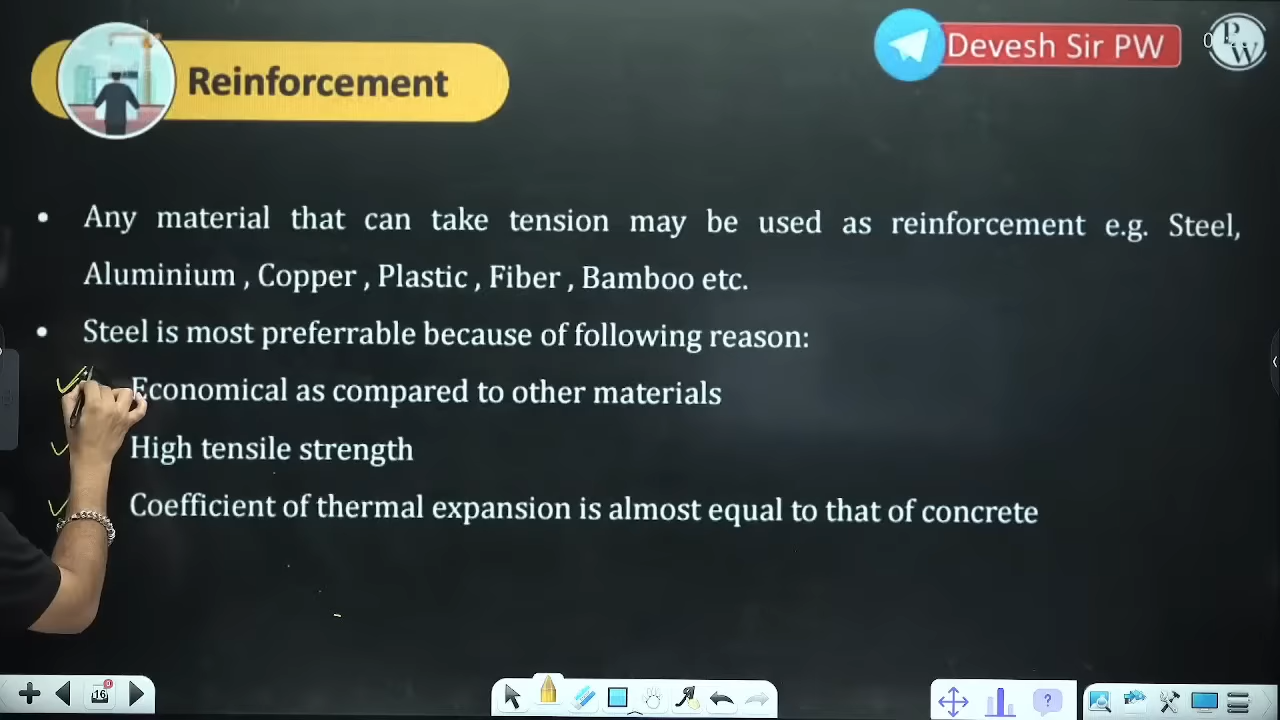 Reinforcement
Devesh Sir PW
PW
• Any material that can take tension may be used as reinforcement e.g. Steel,
Aluminium , Copper , Plastic , Fiber , Bamboo etc.
• Steel is most preferrable because of following reason:
Economical as compared to other materials
High tensile strength
Coefficient of thermal expansion is almost equal to that of concrete
16